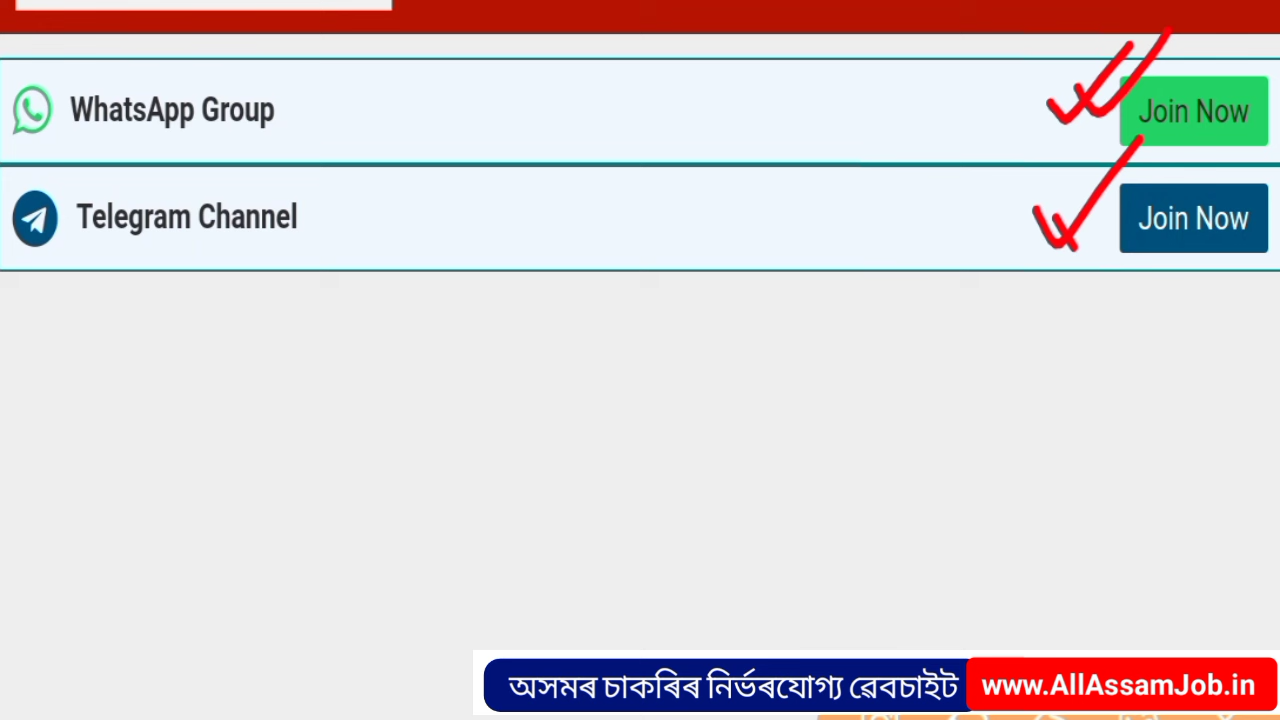 WhatsApp Group
Join Now
Telegram Channel
Join Now
অসমৰ চাকৰিৰ নিৰ্ভৰযোগ্য ৱেবচাইট
www.AllAssamJob.in